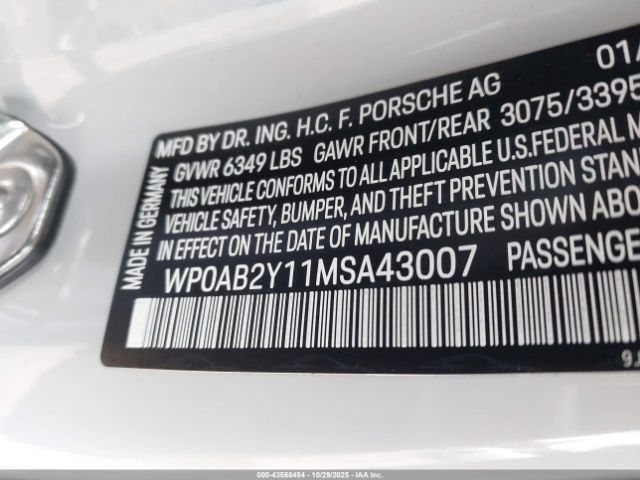 MADE IN GERMANY
MFD BY DR. ING. H.C. F. PORSCHE AG 01/
GVWR 6349 LBS GAWR FRONT/REAR 3075/3395
THIS VEHICLE CONFORMS TO ALL APPLICABLE U.S.FEDERAL M
VEHICLE SAFETY, BUMPER, AND THEFT PREVENTION STAN
IN EFFECT ON THE DATE OF MANUFACTURE SHOWN ABO
WP0AB2Y11MSA43007 PASSENGE
9J
000-43568454 | 10/29/2025 | IAA, Inc.